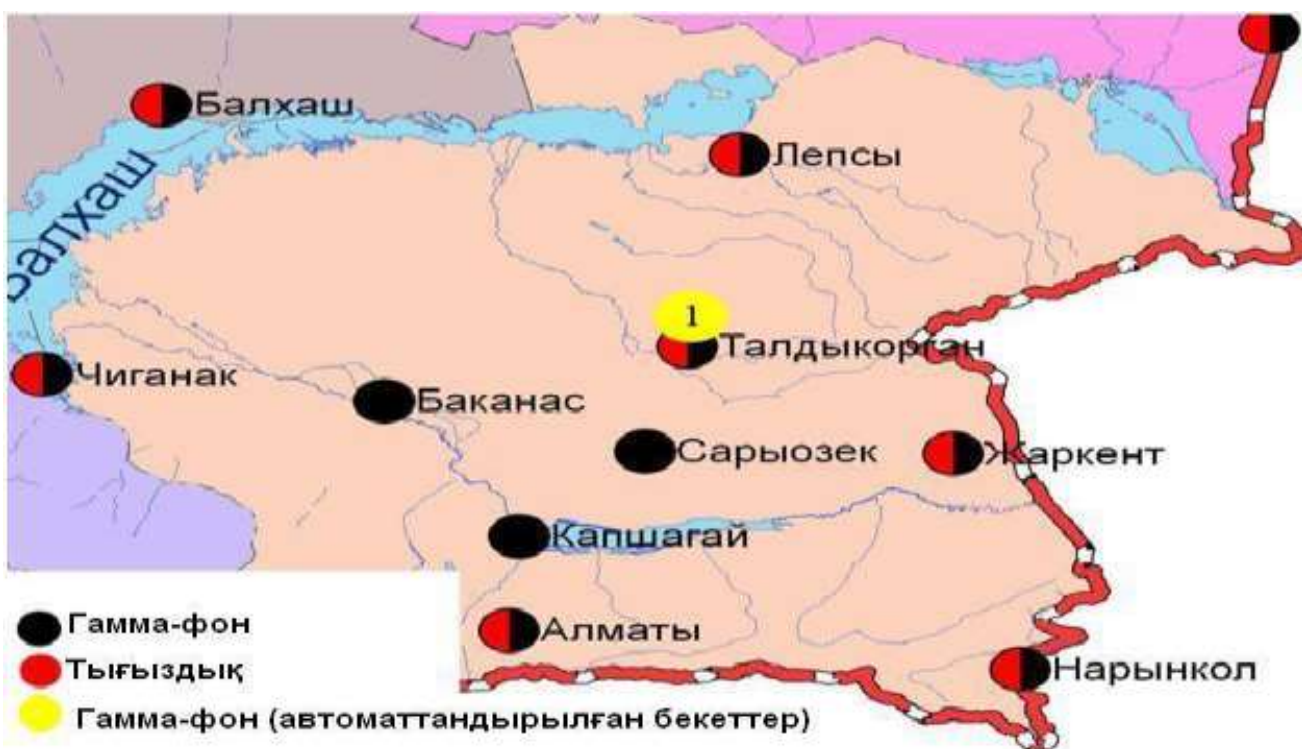 Балхаш
Лепсы
Балхаш
1
Талдыкорган
Чиганак
Баканас
Сарыозек
Жаркент
Капшагай
Алматы
Нарынкол
Гамма-фон
Тығыздық
Гамма-фон (автоматтандырылған бекеттер)